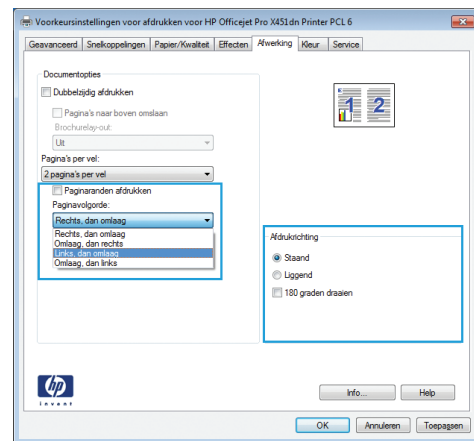 Voorkeursinstellingen voor afdrukken voor HP Officejet Pro X451dn Printer PCL 6
Geavanceerd Snelkoppelingen Papier/Kwaliteit Effecten Afwerking Kleur Service
Documentopties
Dubbelzijdig afdrukken
Pagina's naar boven omslaan
Brochurelay-out:
Uit
Pagina's per vel:
2 pagina's per vel
Paginaranden afdrukken
Paginavolgorde:
Rechts, dan omlaag
Rechts, dan omlaag
Omlaag, dan rechts
Links, dan omlaag
Omlaag, dan links
1 2
Afdrukrichting
Staand
Liggend
180 graden draaien
hp
invent
Info... Help
OK Annuleren Toepassen